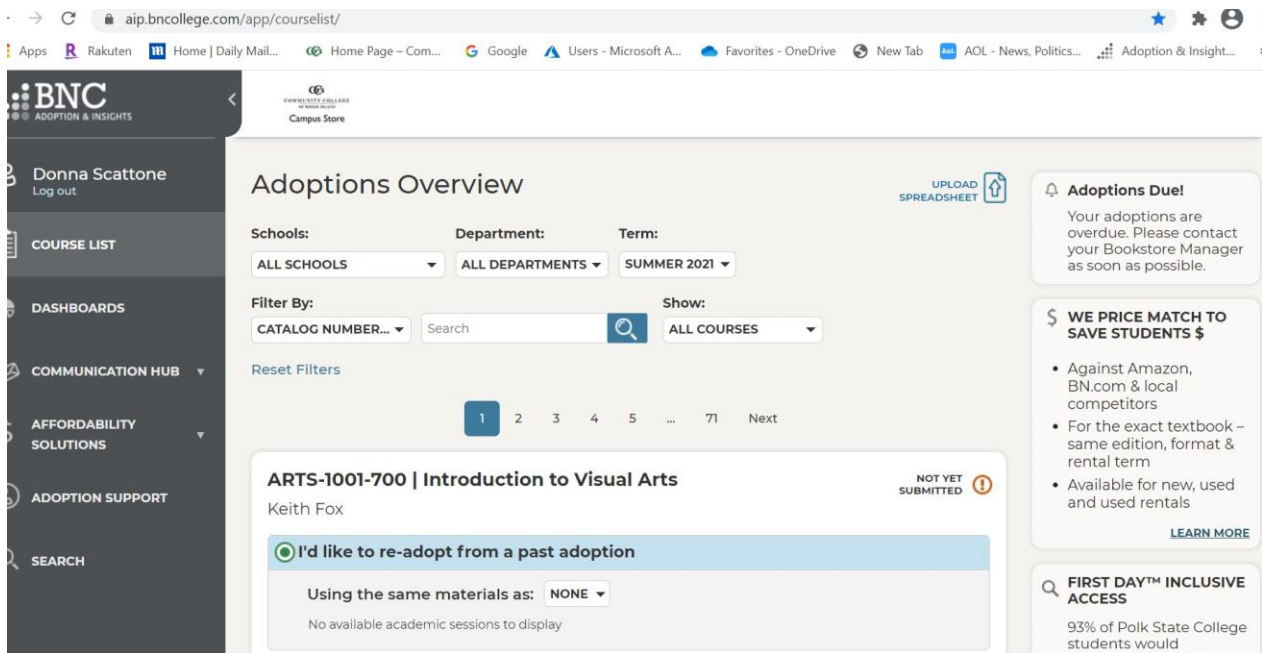 aip.bncollege.com/app/courselist/
Apps Rakuten Home | Daily Mail... Home Page – Com... Google Users - Microsoft A... Favorites - OneDrive New Tab AOL - News, Politics... Adoption & Insight...
BNC
ADOPTION & INSIGHTS
COMMUNITY COLLEGE
OF RHODE ISLAND
Campus Store
Donna Scattone
Log out
COURSE LIST
DASHBOARDS
COMMUNICATION HUB
AFFORDABILITY
SOLUTIONS
ADOPTION SUPPORT
SEARCH
Adoptions Overview
UPLOAD
SPREADSHEET
Schools: Department: Term:
ALL SCHOOLS ALL DEPARTMENTS SUMMER 2021
Filter By: Show:
CATALOG NUMBER... Search ALL COURSES
Reset Filters
1 2 3 4 5 ... 71 Next
ARTS-1001-700 | Introduction to Visual Arts
NOT YET
SUBMITTED
Keith Fox
I'd like to re-adopt from a past adoption
Using the same materials as: NONE
No available academic sessions to display
Adoptions Due!
Your adoptions are
overdue. Please contact
your Bookstore Manager
as soon as possible.
$ WE PRICE MATCH TO
SAVE STUDENTS $
• Against Amazon,
BN.com & local
competitors
• For the exact textbook –
same edition, format &
rental term
• Available for new, used
and used rentals
LEARN MORE
FIRST DAY™ INCLUSIVE
ACCESS
93% of Polk State College
students would